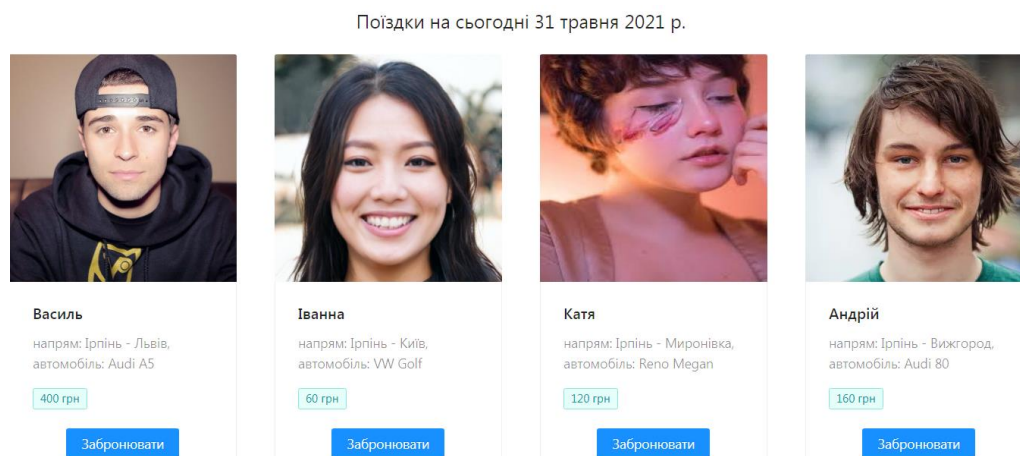 Поїздки на сьогодні 31 травня 2021 р.
Василь
напрям: Ірпінь - Львів,
автомобіль: Audi A5
400 грн
Забронювати
Іванна
напрям: Ірпінь - Київ,
автомобіль: VW Golf
60 грн
Забронювати
Катя
напрям: Ірпінь - Миронівка,
автомобіль: Reno Megan
120 грн
Забронювати
Андрій
напрям: Ірпінь - Вижгород,
автомобіль: Audi 80
160 грн
Забронювати